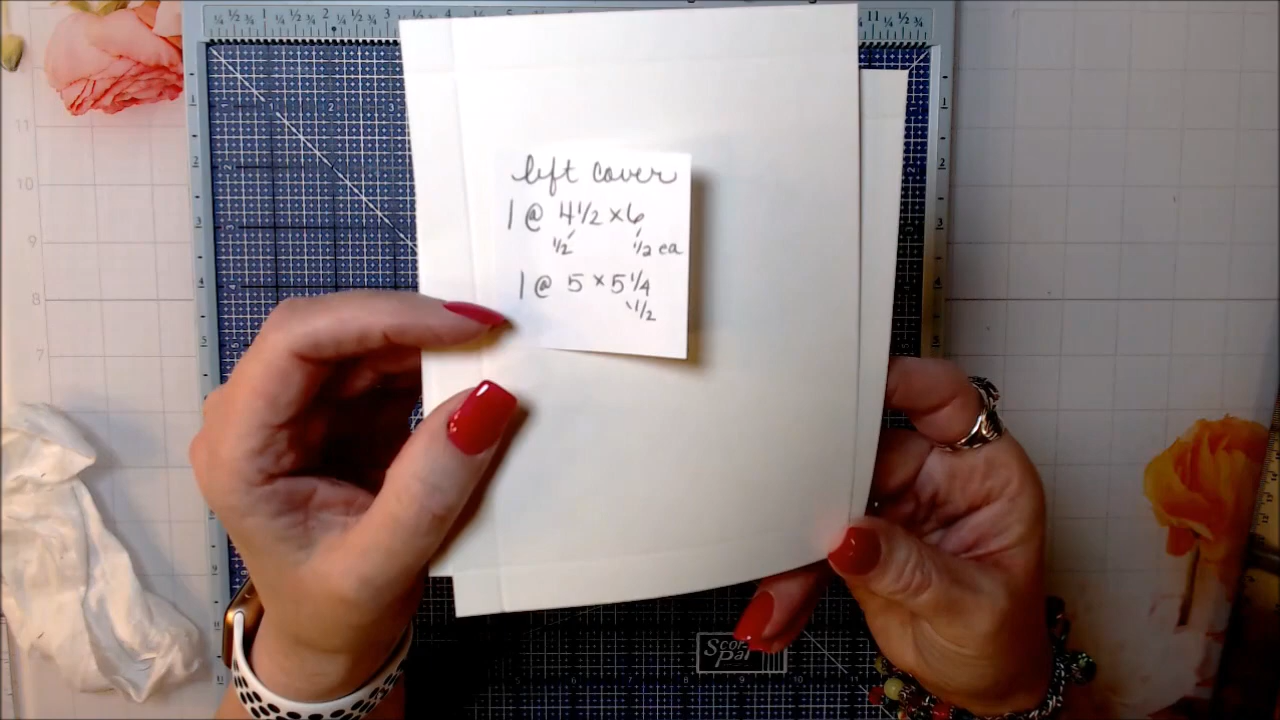 left cover
1 @ 4 1/2 x 6
1/2 1/2 ea
1 @ 5 x 5 1/4
1/2
Scor-
Pal